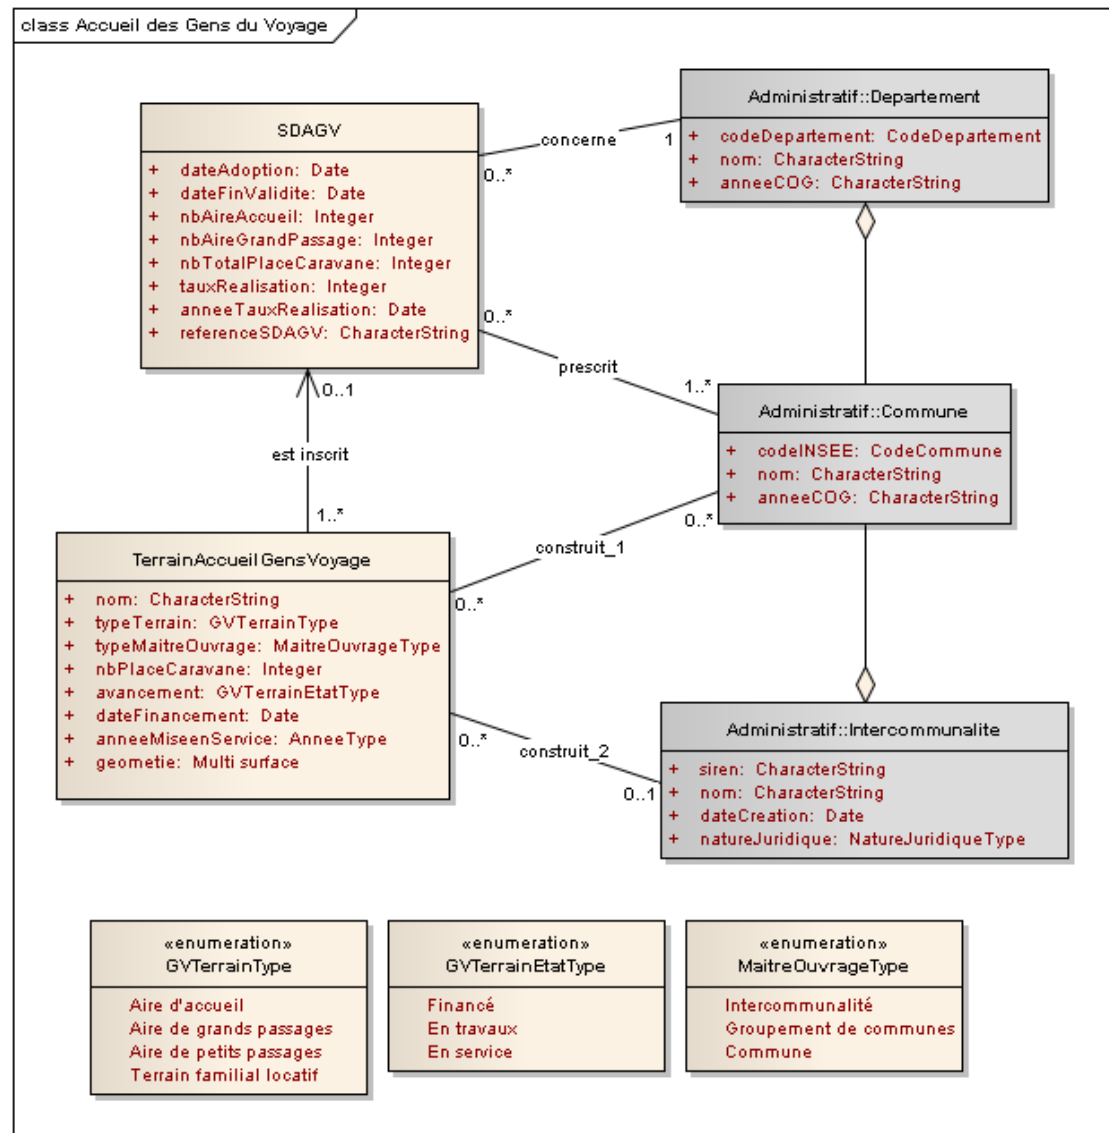 class Accueil des Gens du Voyage
SDAGV
+ dateAdoption: Date
+ dateFinValidite: Date
+ nbAireAccueil: Integer
+ nbAireGrandPassage: Integer
+ nbTotalPlaceCaravane: Integer
+ tauxRealisation: Integer
+ anneeTauxRealisation: Date
+ referenceSDAGV: CharacterString
Administratif::Departement
+ codeDepartement: CodeDepartement
+ nom: CharacterString
+ anneeCOG: CharacterString
concerne
0..*
1
prescrit
0..*
1..*
Administratif::Commune
+ codeINSEE: CodeCommune
+ nom: CharacterString
+ anneeCOG: CharacterString
0..1
est inscrit
1..*
TerrainAccueilGensVoyage
+ nom: CharacterString
+ typeTerrain: GVTerrainType
+ typeMaitreOuvrage: MaitreOuvrageType
+ nbPlaceCaravane: Integer
+ avancement: GVTerrainEtatType
+ dateFinancement: Date
+ anneeMiseenService: AnneeType
+ geometie: Multi surface
construit_1
0..*
0..*
construit_2
0..*
0..1
Administratif::Intercommunalite
+ siren: CharacterString
+ nom: CharacterString
+ dateCreation: Date
+ natureJuridique: NatureJuridiqueType
«enumeration»
GVTerrainType
Aire d'accueil
Aire de grands passages
Aire de petits passages
Terrain familial locatif
«enumeration»
GVTerrainEtatType
Financé
En travaux
En service
«enumeration»
MaitreOuvrageType
Intercommunalité
Groupement de communes
Commune